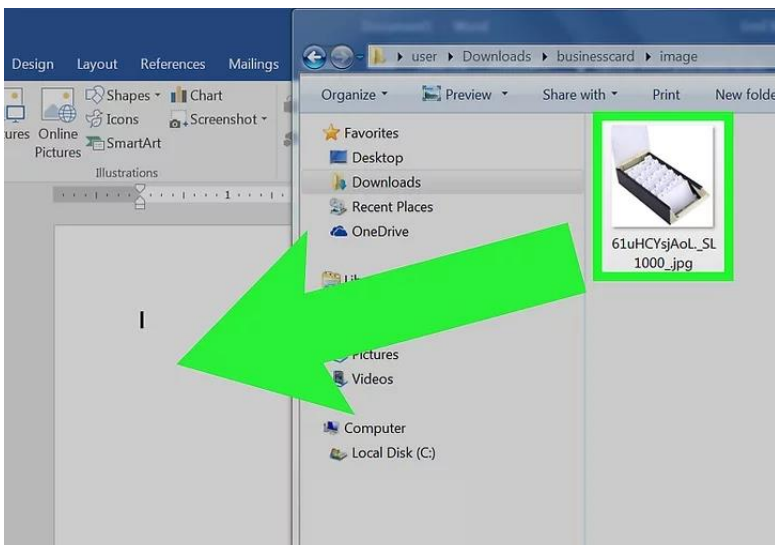 Design Layout References Mailings
Shapes
Chart
Icons
Screenshot
Online
Pictures
SmartArt
Illustrations
1
user Downloads businesscard image
Organize Preview Share with Print
Favorites
Desktop
Downloads
Recent Places
OneDrive
Pictures
Videos
Computer
Local Disk (C:)
61uHCYsjAoL._SL
1000_.jpg